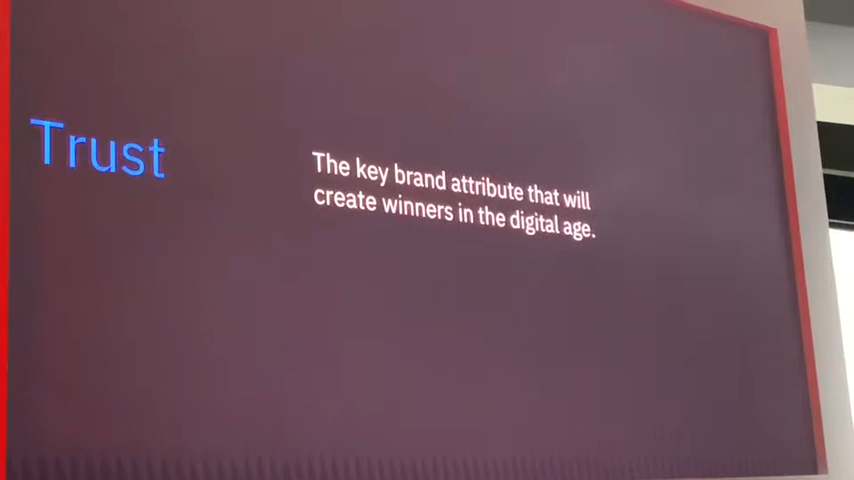 Trust
The key brand attribute that will
create winners in the digital age.